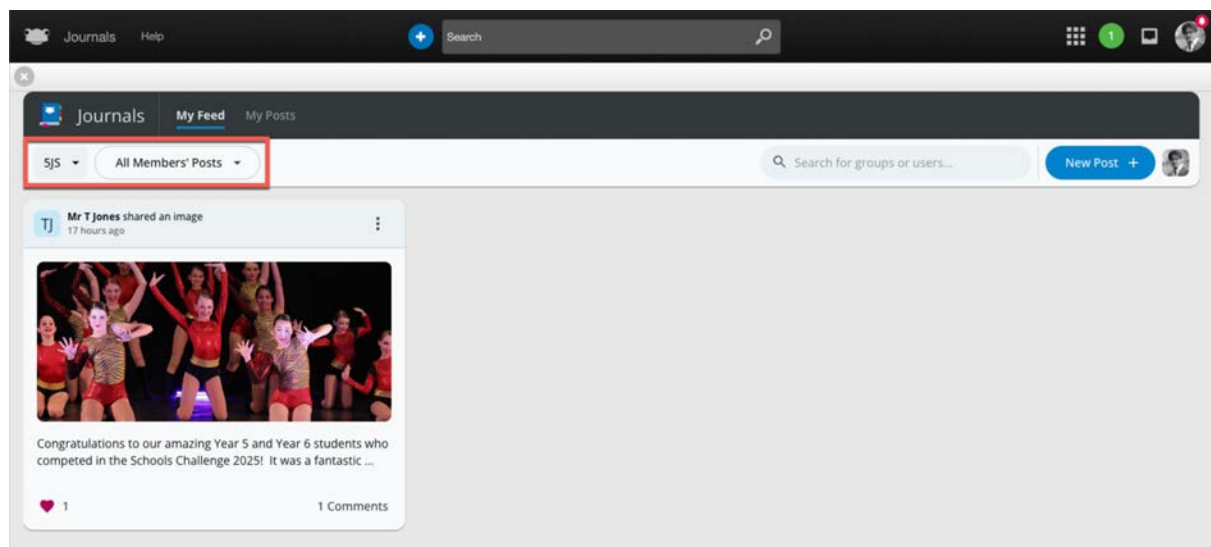 Journals Help Search 1
Journals My Feed My Posts
5JS All Members' Posts Search for groups or users... New Post +
TJ Mr T Jones shared an image
17 hours ago
Congratulations to our amazing Year 5 and Year 6 students who
competed in the Schools Challenge 2025! It was a fantastic ...
1 1 Comments